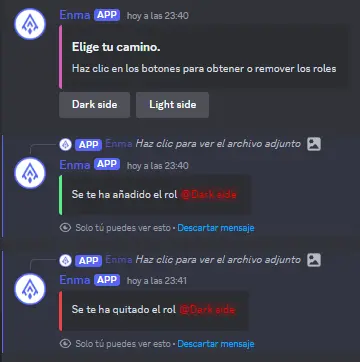 Enma APP hoy a las 23:40
Elige tu camino.
Haz clic en los botones para obtener o remover los roles
Dark side Light side
APP Enma Haz clic para ver el archivo adjunto
Enma APP hoy a las 23:40
Se te ha añadido el rol @Dark side
Solo tú puedes ver esto • Descartar mensaje
APP Enma Haz clic para ver el archivo adjunto
Enma APP hoy a las 23:41
Se te ha quitado el rol @Dark side
Solo tú puedes ver esto • Descartar mensaje